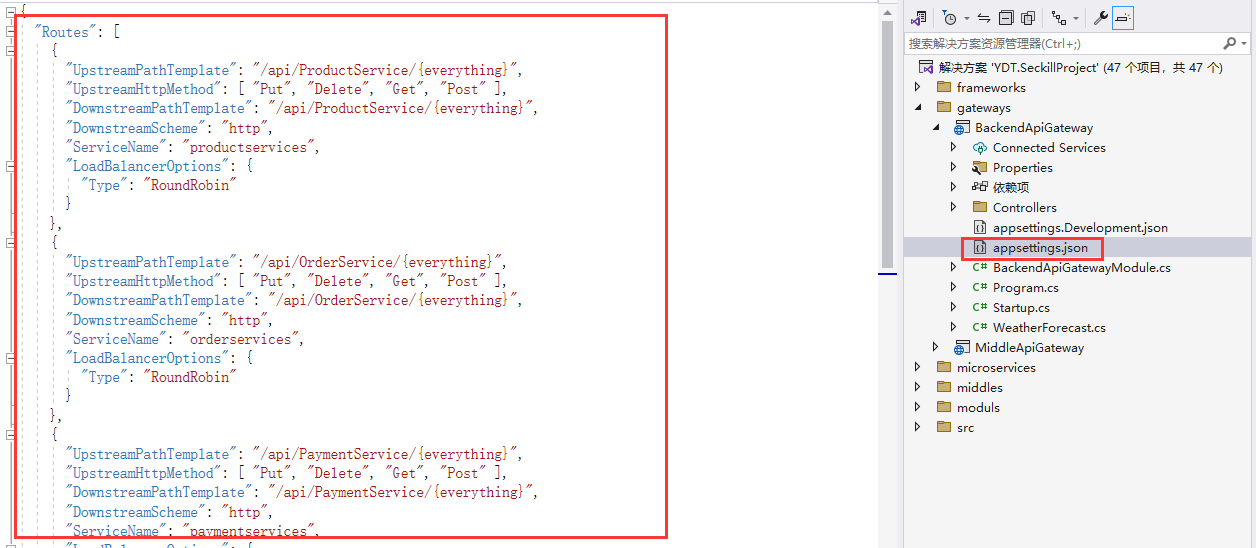 {
"Routes": [
{
"UpstreamPathTemplate": "/api/ProductService/{everything}",
"UpstreamHttpMethod": [ "Put", "Delete", "Get", "Post" ],
"DownstreamPathTemplate": "/api/ProductService/{everything}",
"DownstreamScheme": "http",
"ServiceName": "productservices",
"LoadBalancerOptions": {
"Type": "RoundRobin"
}
},
{
"UpstreamPathTemplate": "/api/OrderService/{everything}",
"UpstreamHttpMethod": [ "Put", "Delete", "Get", "Post" ],
"DownstreamPathTemplate": "/api/OrderService/{everything}",
"DownstreamScheme": "http",
"ServiceName": "orderservices",
"LoadBalancerOptions": {
"Type": "RoundRobin"
}
},
{
"UpstreamPathTemplate": "/api/PaymentService/{everything}",
"UpstreamHttpMethod": [ "Put", "Delete", "Get", "Post" ],
"DownstreamPathTemplate": "/api/PaymentService/{everything}",
"DownstreamScheme": "http",
"ServiceName": "paymentservices",
搜索解决方案资源管理器(Ctrl+;)
解决方案 'YDT.SeckillProject' (47 个项目，共 47 个)
frameworks
gateways
BackendApiGateway
Connected Services
Properties
依赖项
Controllers
appsettings.Development.json
appsettings.json
C# BackendApiGatewayModule.cs
C# Program.cs
C# Startup.cs
C# WeatherForecast.cs
MiddleApiGateway
microservices
middles
moduls
src